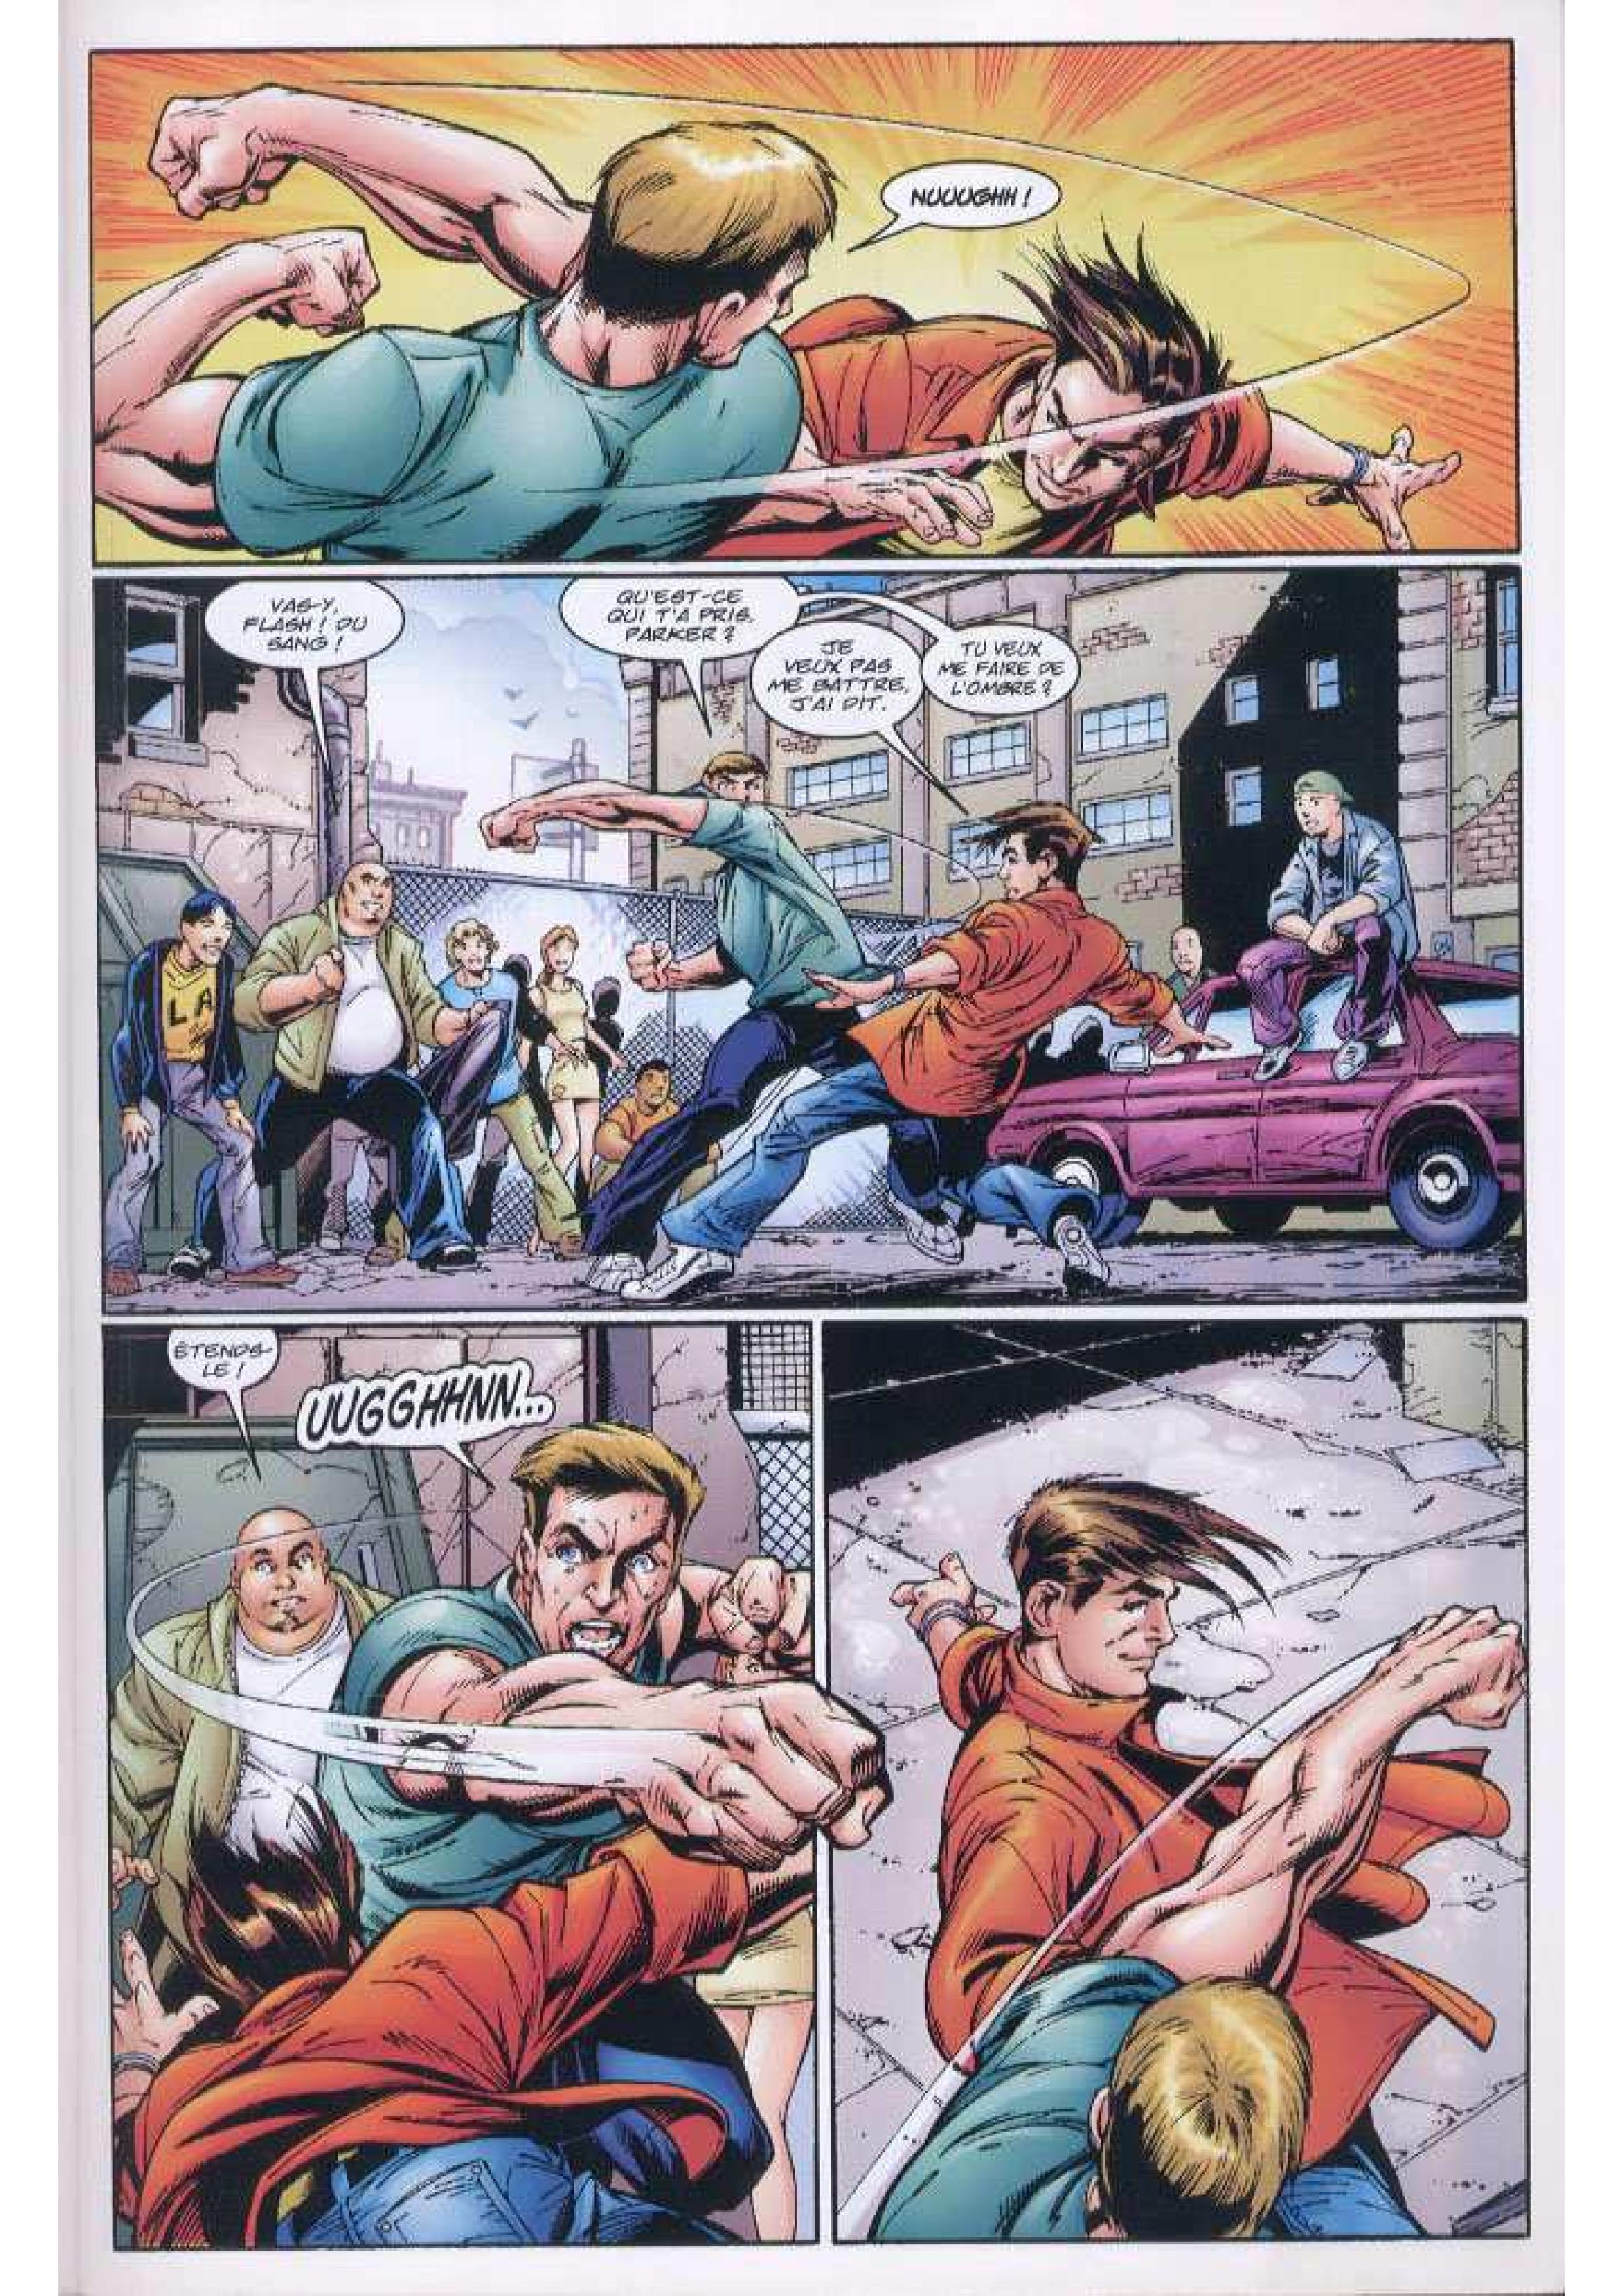 NUUUGHH !
VAS-Y,
FLASH ! DU
SANG !
QU'EST-CE
QUI T'A PRIS,
PARKER ?
TU VEUX
ME FAIRE DE
L'OMBRE ?
JE
VEUX PAS
ME BATTRE,
J'AI DIT.
LA
ÉTENDS-
LE !
UUGGHHNN...